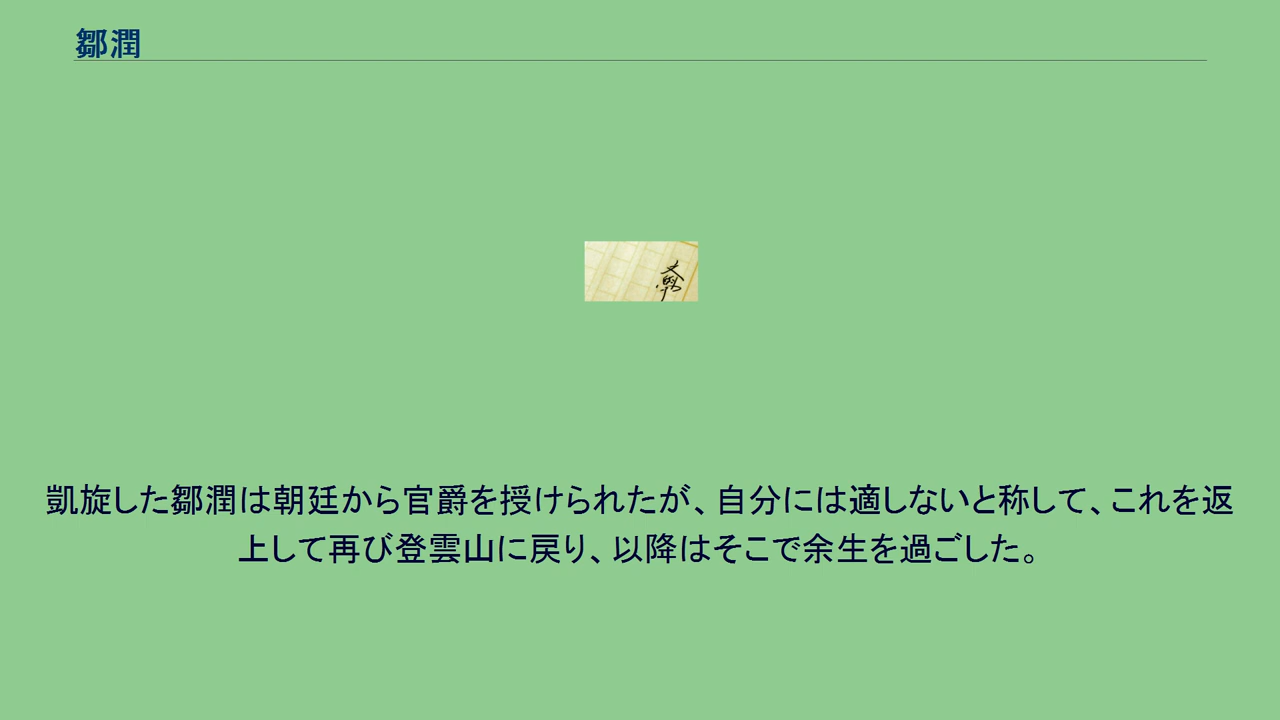 鄒潤
凱旋した鄒潤は朝廷から官爵を授けられたが、自分には適しないと称して、これを返
上して再び登雲山に戻り、以降はそこで余生を過ごした。